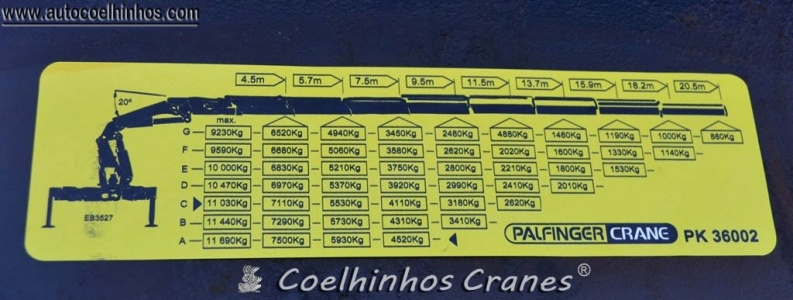 www.autocoelhinhos.com
4.5m 5.7m 7.5m 9.5m 11.5m 13.7m 15.9m 18.2m 20.5m
20°
max.
G 9230Kg 6520Kg 4940Kg 3450Kg 2480Kg 4880Kg 1460Kg 1190Kg 1000Kg 880Kg
F 9590Kg 6680Kg 5060Kg 3580Kg 2620Kg 2020Kg 1600Kg 1330Kg 1140Kg
E 10 000Kg 6830Kg 5210Kg 3750Kg 2800Kg 2210Kg 1800Kg 1530Kg
D 10 470Kg 6970Kg 5370Kg 3920Kg 2990Kg 2410Kg 2010Kg
C 11 030Kg 7110Kg 5530Kg 4110Kg 3180Kg 2620Kg
EB3527
B 11 440Kg 7290Kg 5730Kg 4310Kg 3410Kg
A 11 690Kg 7500Kg 5930Kg 4520Kg
PALFINGER CRANE PK 36002
Coelhinhos Cranes®